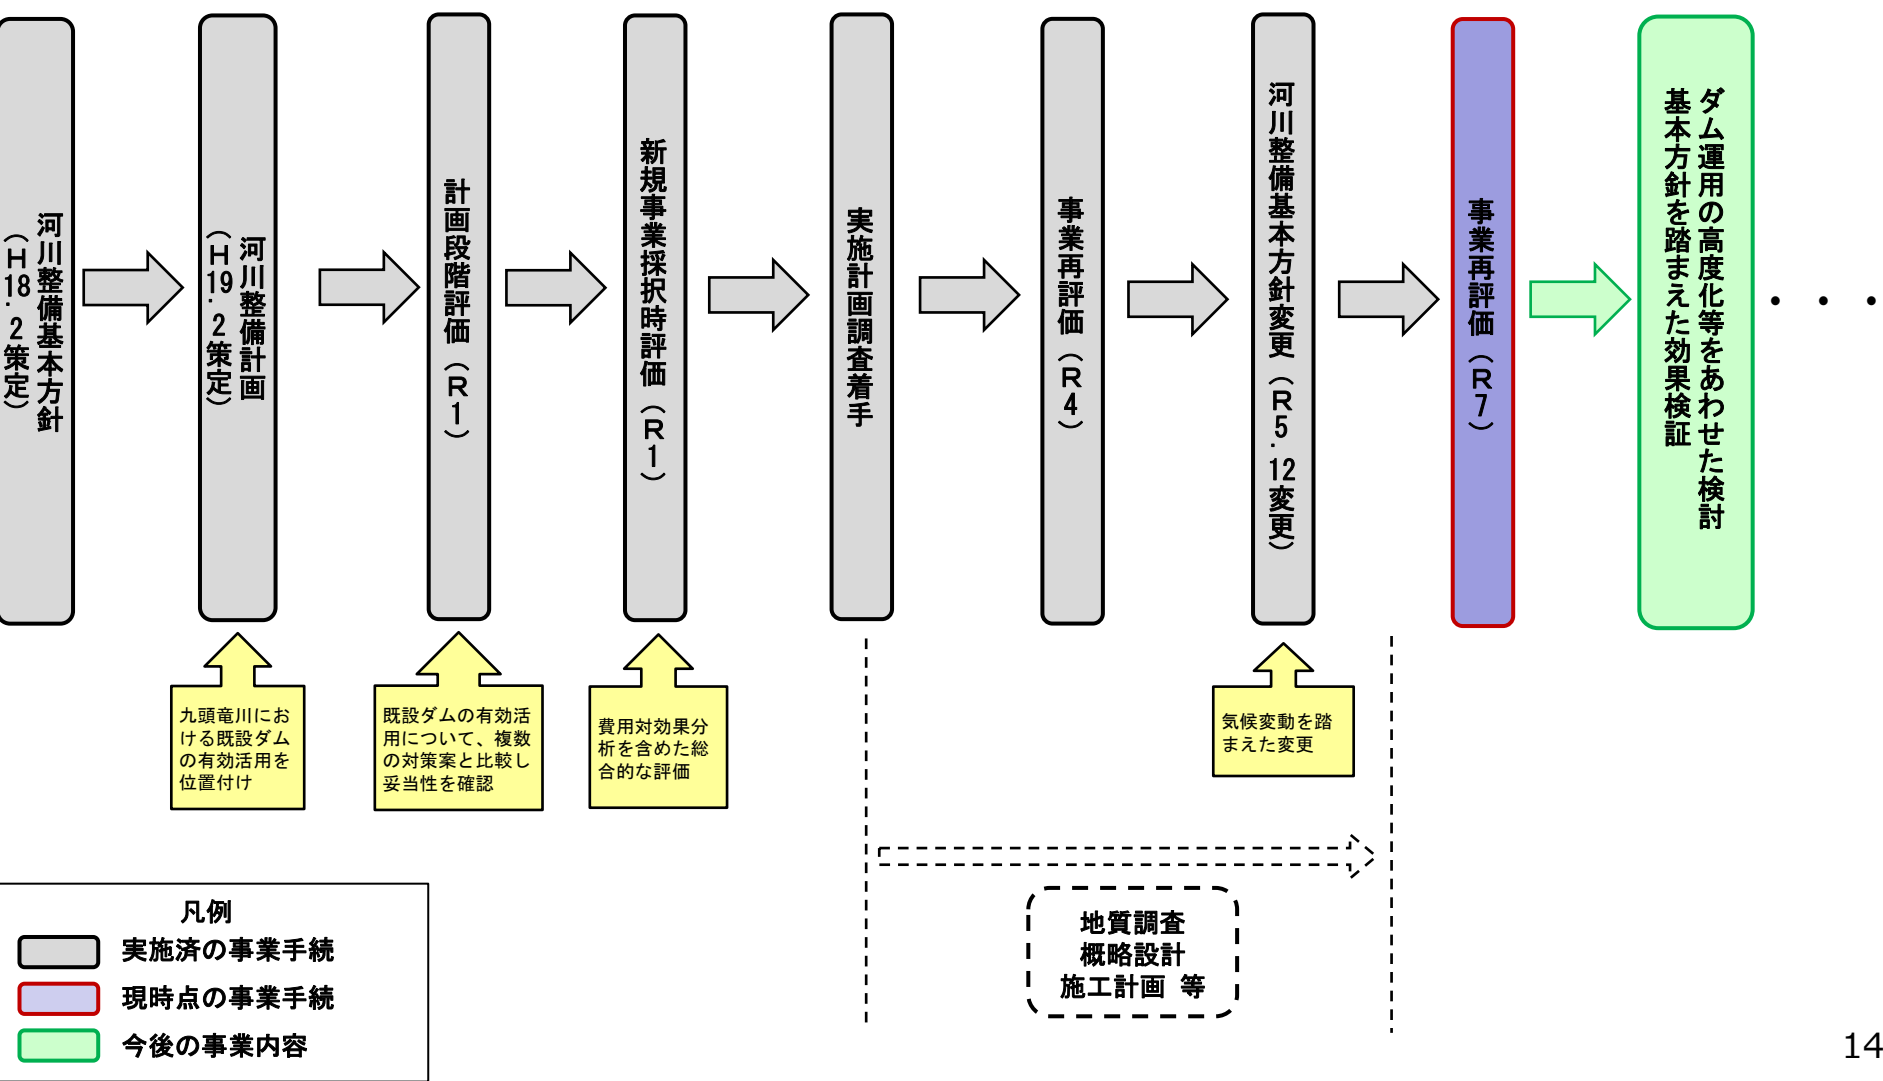 河川整備基本方針
（Ｈ18．２策定）
河川整備計画
（Ｈ19．２策定）
計画段階評価（Ｒ１）
新規事業採択時評価（Ｒ１）
実施計画調査着手
事業再評価（Ｒ４）
河川整備基本方針変更（Ｒ５．12変更）
事業再評価（Ｒ７）
ダム運用の高度化等をあわせた検討
基本方針を踏まえた効果検証
・・・
九頭竜川にお
ける既設ダム
の有効活用を
位置付け
既設ダムの有効活
用について、複数
の対策案と比較し
妥当性を確認
費用対効果分
析を含めた総
合的な評価
気候変動を踏
まえた変更
地質調査
概略設計
施工計画 等
凡例
実施済の事業手続
現時点の事業手続
今後の事業内容
14